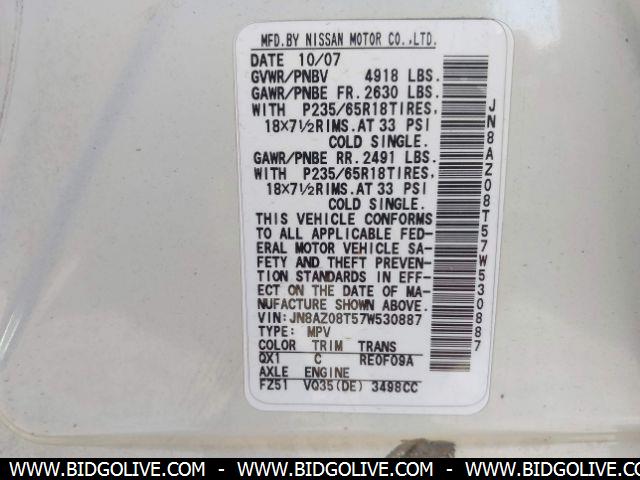 MFD.BY NISSAN MOTOR CO.,LTD.
DATE 10/07
GVWR/PNBV 4918 LBS.
GAWR/PNBE FR. 2630 LBS.
WITH P235/65R18TIRES,
18X7½RIMS.AT 33 PSI
COLD SINGLE.
GAWR/PNBE RR. 2491 LBS.
WITH P235/65R18TIRES,
18X7½RIMS.AT 33 PSI
COLD SINGLE.
THIS VEHICLE CONFORMS
TO ALL APPLICABLE FED-
ERAL MOTOR VEHICLE SA-
FETY AND THEFT PREVEN-
TION STANDARDS IN EFF-
ECT ON THE DATE OF MA-
NUFACTURE SHOWN ABOVE.
VIN:JN8AZ08T57W530887
TYPE: MPV
COLOR TRIM TRANS
QX1 C RE0F09A
AXLE ENGINE
FZ51 VQ35(DE) 3498CC
JN8AZ08T57W530887
WWW.BIDGOLIVE.COM - WWW.BIDGOLIVE.COM - WWW.BIDGOLIVE.COM